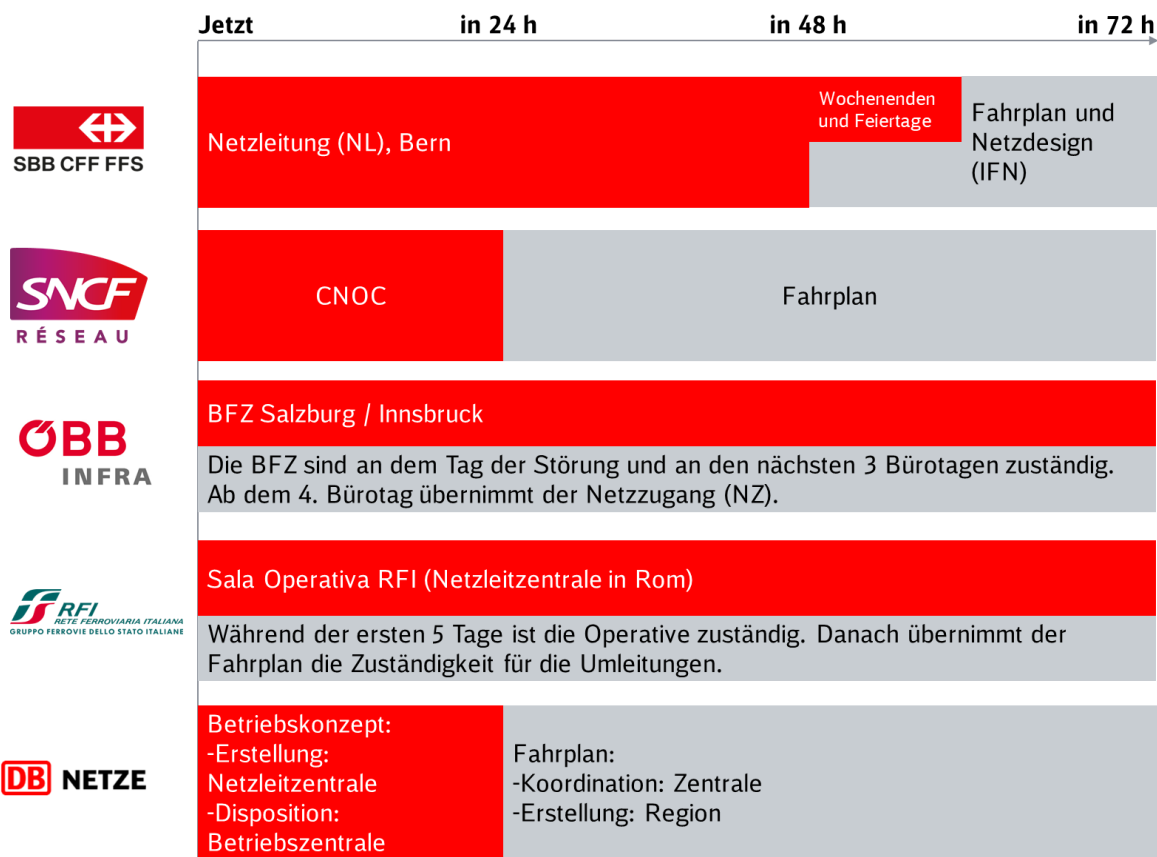 Jetzt in 24 h in 48 h in 72 h
SBB CFF FFS
Netzleitung (NL), Bern
Wochenenden
und Feiertage
Fahrplan und
Netzdesign
(IFN)
SNCF
RÉSEAU
CNOC
Fahrplan
ÖBB
INFRA
BFZ Salzburg / Innsbruck
Die BFZ sind an dem Tag der Störung und an den nächsten 3 Bürotagen zuständig.
Ab dem 4. Bürotag übernimmt der Netzzugang (NZ).
RFI
RETE FERROVIARIA ITALIANA
GRUPPO FERROVIE DELLO STATO ITALIANE
Sala Operativa RFI (Netzleitzentrale in Rom)
Während der ersten 5 Tage ist die Operative zuständig. Danach übernimmt der
Fahrplan die Zuständigkeit für die Umleitungen.
DB NETZE
Betriebskonzept:
-Erstellung:
Netzleitzentrale
-Disposition:
Betriebszentrale
Fahrplan:
-Koordination: Zentrale
-Erstellung: Region